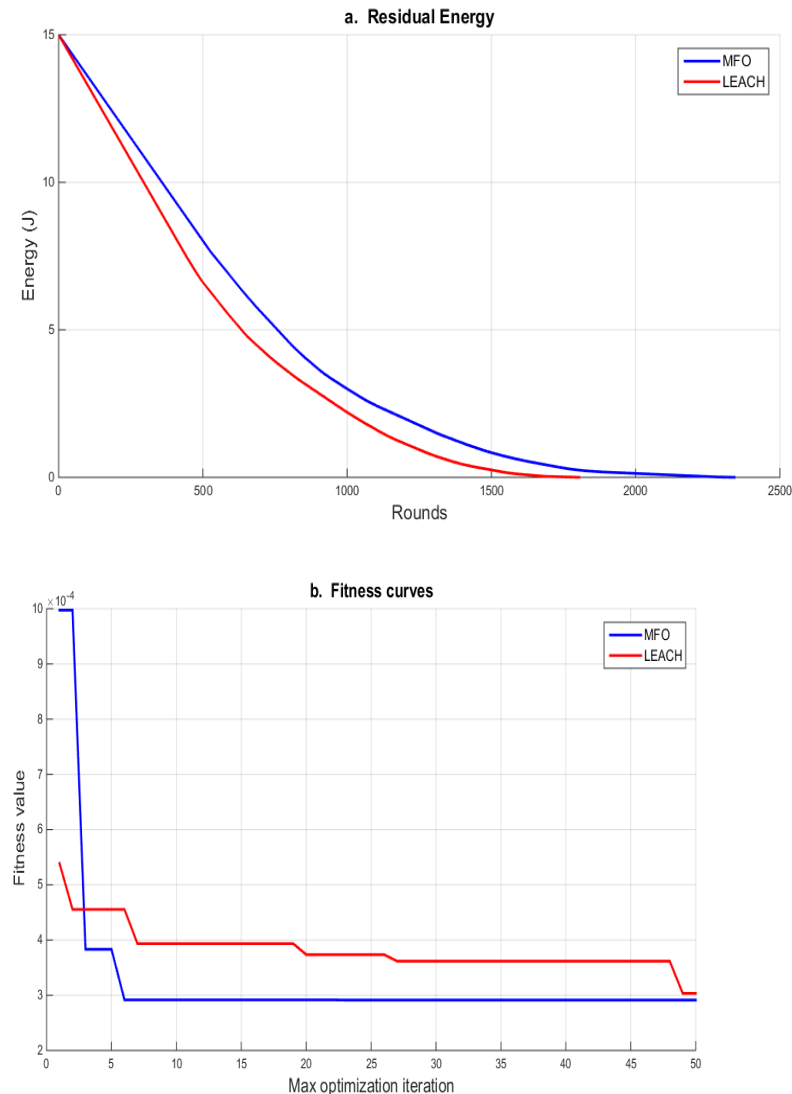 a. Residual Energy
15
MFO
LEACH
10
Energy (J)
5
0
0 500 1000 1500 2000 2500
Rounds
b. Fitness curves
10 ×10-4
MFO
LEACH
9
8
7
6
Fitness value
5
4
3
2
0 5 10 15 20 25 30 35 40 45 50
Max optimization iteration